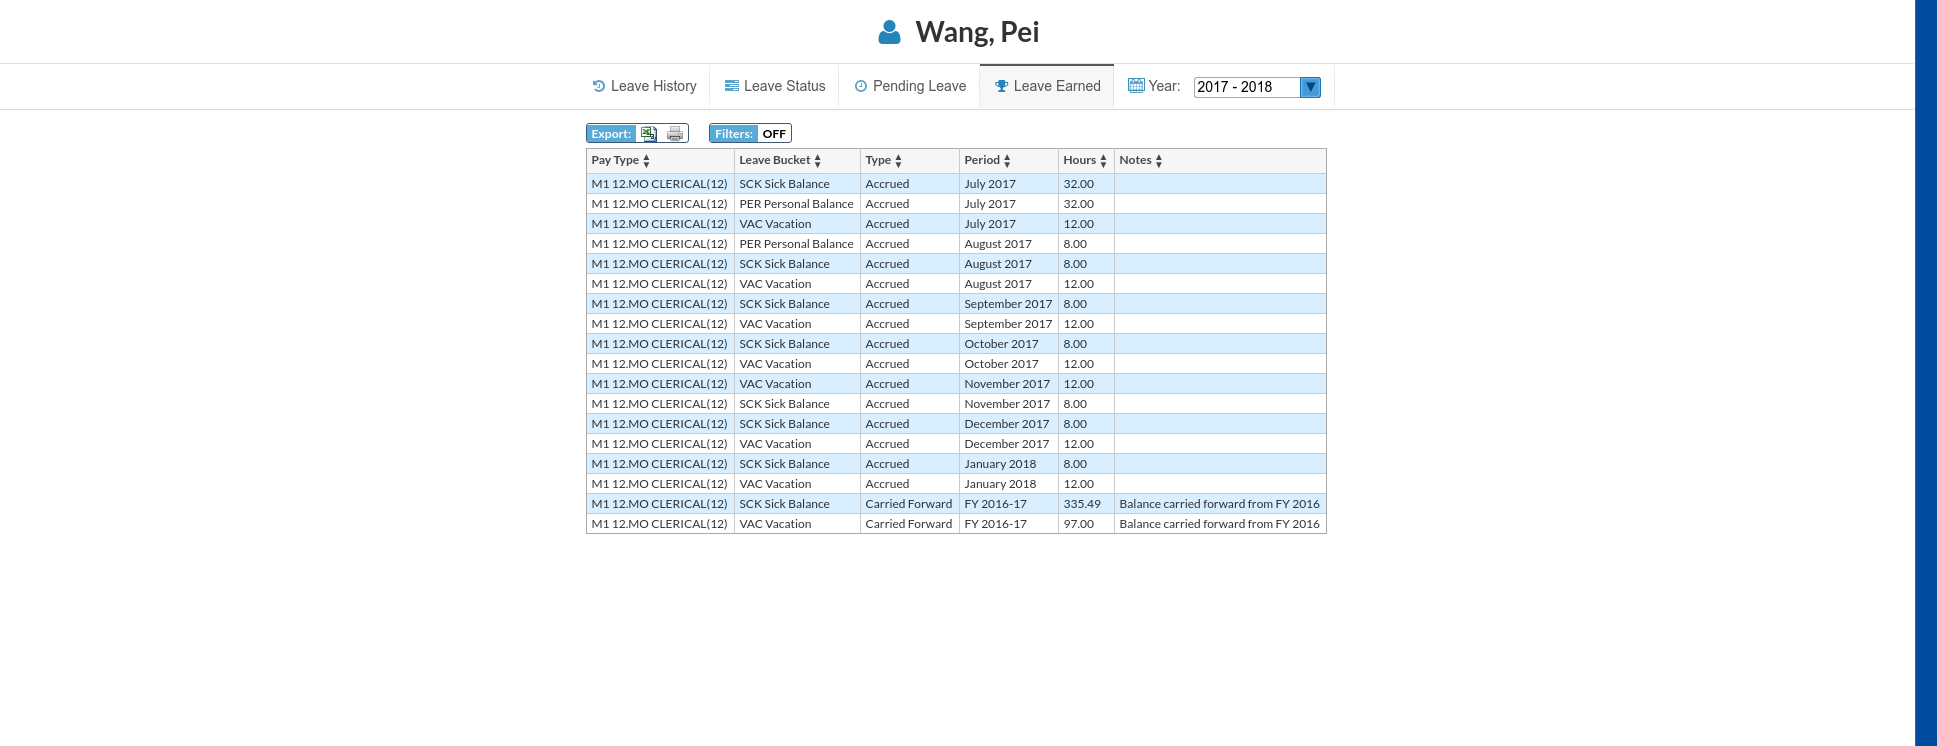 Wang, Pei
Leave History Leave Status Pending Leave Leave Earned Year: 2017 - 2018
Export: Filters: OFF
Pay Type Leave Bucket Type Period Hours Notes
M1 12.MO CLERICAL(12) SCK Sick Balance Accrued July 2017 32.00
M1 12.MO CLERICAL(12) PER Personal Balance Accrued July 2017 32.00
M1 12.MO CLERICAL(12) VAC Vacation Accrued July 2017 12.00
M1 12.MO CLERICAL(12) PER Personal Balance Accrued August 2017 8.00
M1 12.MO CLERICAL(12) SCK Sick Balance Accrued August 2017 8.00
M1 12.MO CLERICAL(12) VAC Vacation Accrued August 2017 12.00
M1 12.MO CLERICAL(12) SCK Sick Balance Accrued September 2017 8.00
M1 12.MO CLERICAL(12) VAC Vacation Accrued September 2017 12.00
M1 12.MO CLERICAL(12) SCK Sick Balance Accrued October 2017 8.00
M1 12.MO CLERICAL(12) VAC Vacation Accrued October 2017 12.00
M1 12.MO CLERICAL(12) VAC Vacation Accrued November 2017 12.00
M1 12.MO CLERICAL(12) SCK Sick Balance Accrued November 2017 8.00
M1 12.MO CLERICAL(12) SCK Sick Balance Accrued December 2017 8.00
M1 12.MO CLERICAL(12) VAC Vacation Accrued December 2017 12.00
M1 12.MO CLERICAL(12) SCK Sick Balance Accrued January 2018 8.00
M1 12.MO CLERICAL(12) VAC Vacation Accrued January 2018 12.00
M1 12.MO CLERICAL(12) SCK Sick Balance Carried Forward FY 2016-17 335.49 Balance carried forward from FY 2016
M1 12.MO CLERICAL(12) VAC Vacation Carried Forward FY 2016-17 97.00 Balance carried forward from FY 2016